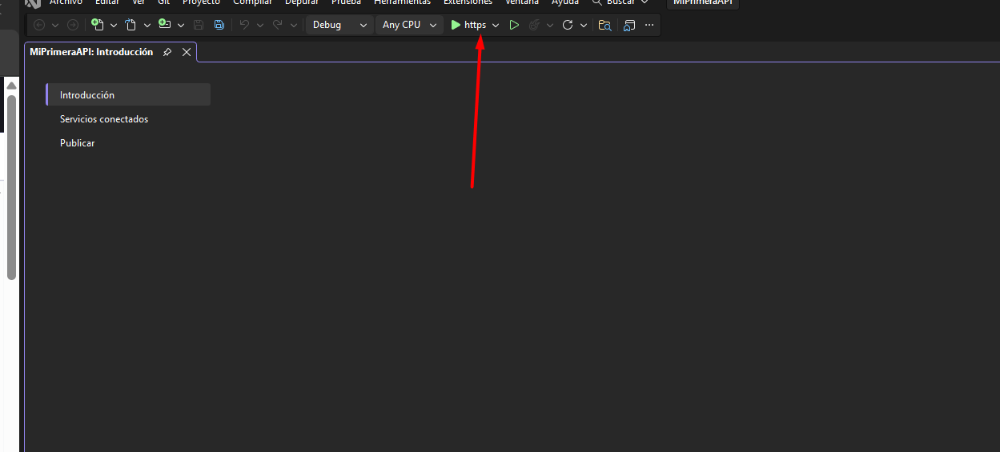 Archivo Editar Ver Git Proyecto Compilar Depurar Prueba Herramientas Extensiones Ventana Ayuda Buscar MiPrimeraAPI
Debug Any CPU https
MiPrimeraAPI: Introducción
Introducción
Servicios conectados
Publicar